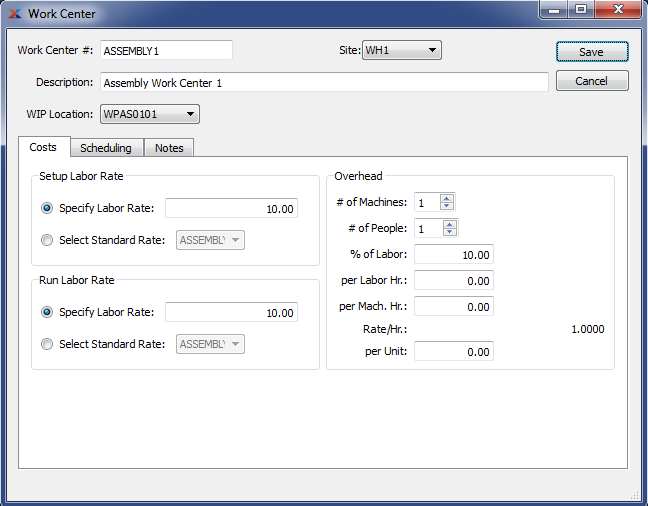 Work Center
Work Center #: ASSEMBLY1 Site: WH1 Save
Description: Assembly Work Center 1 Cancel
WIP Location: WPAS0101
Costs Scheduling Notes
Setup Labor Rate
Specify Labor Rate: 10.00
Select Standard Rate: ASSEMBLY
Run Labor Rate
Specify Labor Rate: 10.00
Select Standard Rate: ASSEMBLY
Overhead
# of Machines: 1
# of People: 1
% of Labor: 10.00
per Labor Hr.: 0.00
per Mach. Hr.: 0.00
Rate/Hr.: 1.0000
per Unit: 0.00